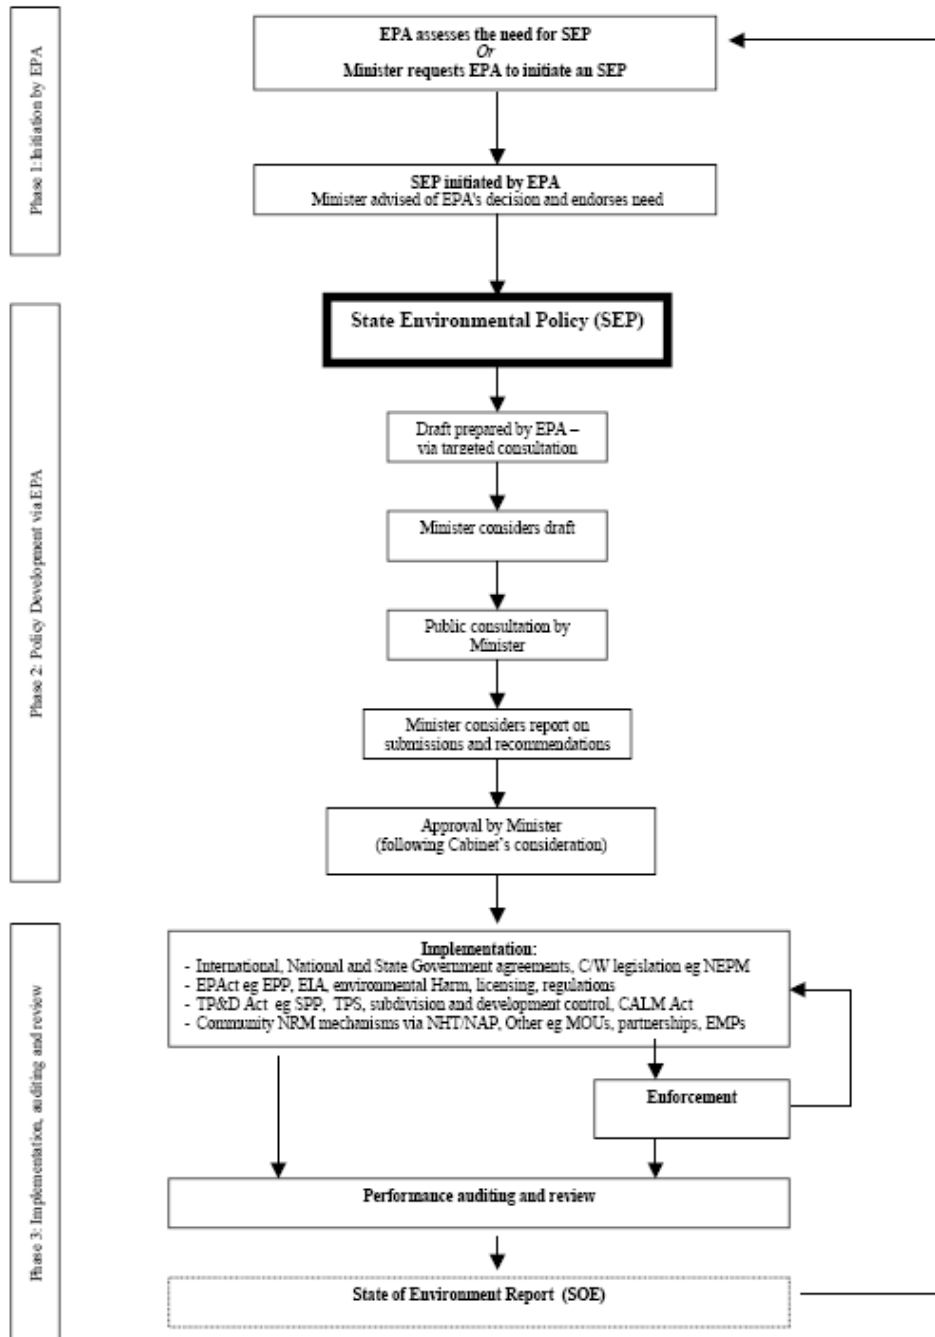 Phase 1: Initiation by EPA
EPA assesses the need for SEP
Or
Minister requests EPA to initiate an SEP
SEP initiated by EPA
Minister advised of EPA's decision and endorses need
Phase 2: Policy Development via EPA
State Environmental Policy (SEP)
Draft prepared by EPA –
via targeted consultation
Minister considers draft
Public consultation by
Minister
Minister considers report on
submissions and recommendations
Approval by Minister
(following Cabinet's consideration)
Phase 3: Implementation, auditing and review
Implementation:
- International, National and State Government agreements, C/W legislation eg NEPM
- EPAct eg EPP, EIA, environmental Harm, licensing, regulations
- TP&D Act eg SPP, TPS, subdivision and development control, CALM Act
- Community NRM mechanisms via NHT/NAP, Other eg MOUs, partnerships, EMPs
Enforcement
Performance auditing and review
State of Environment Report (SOE)